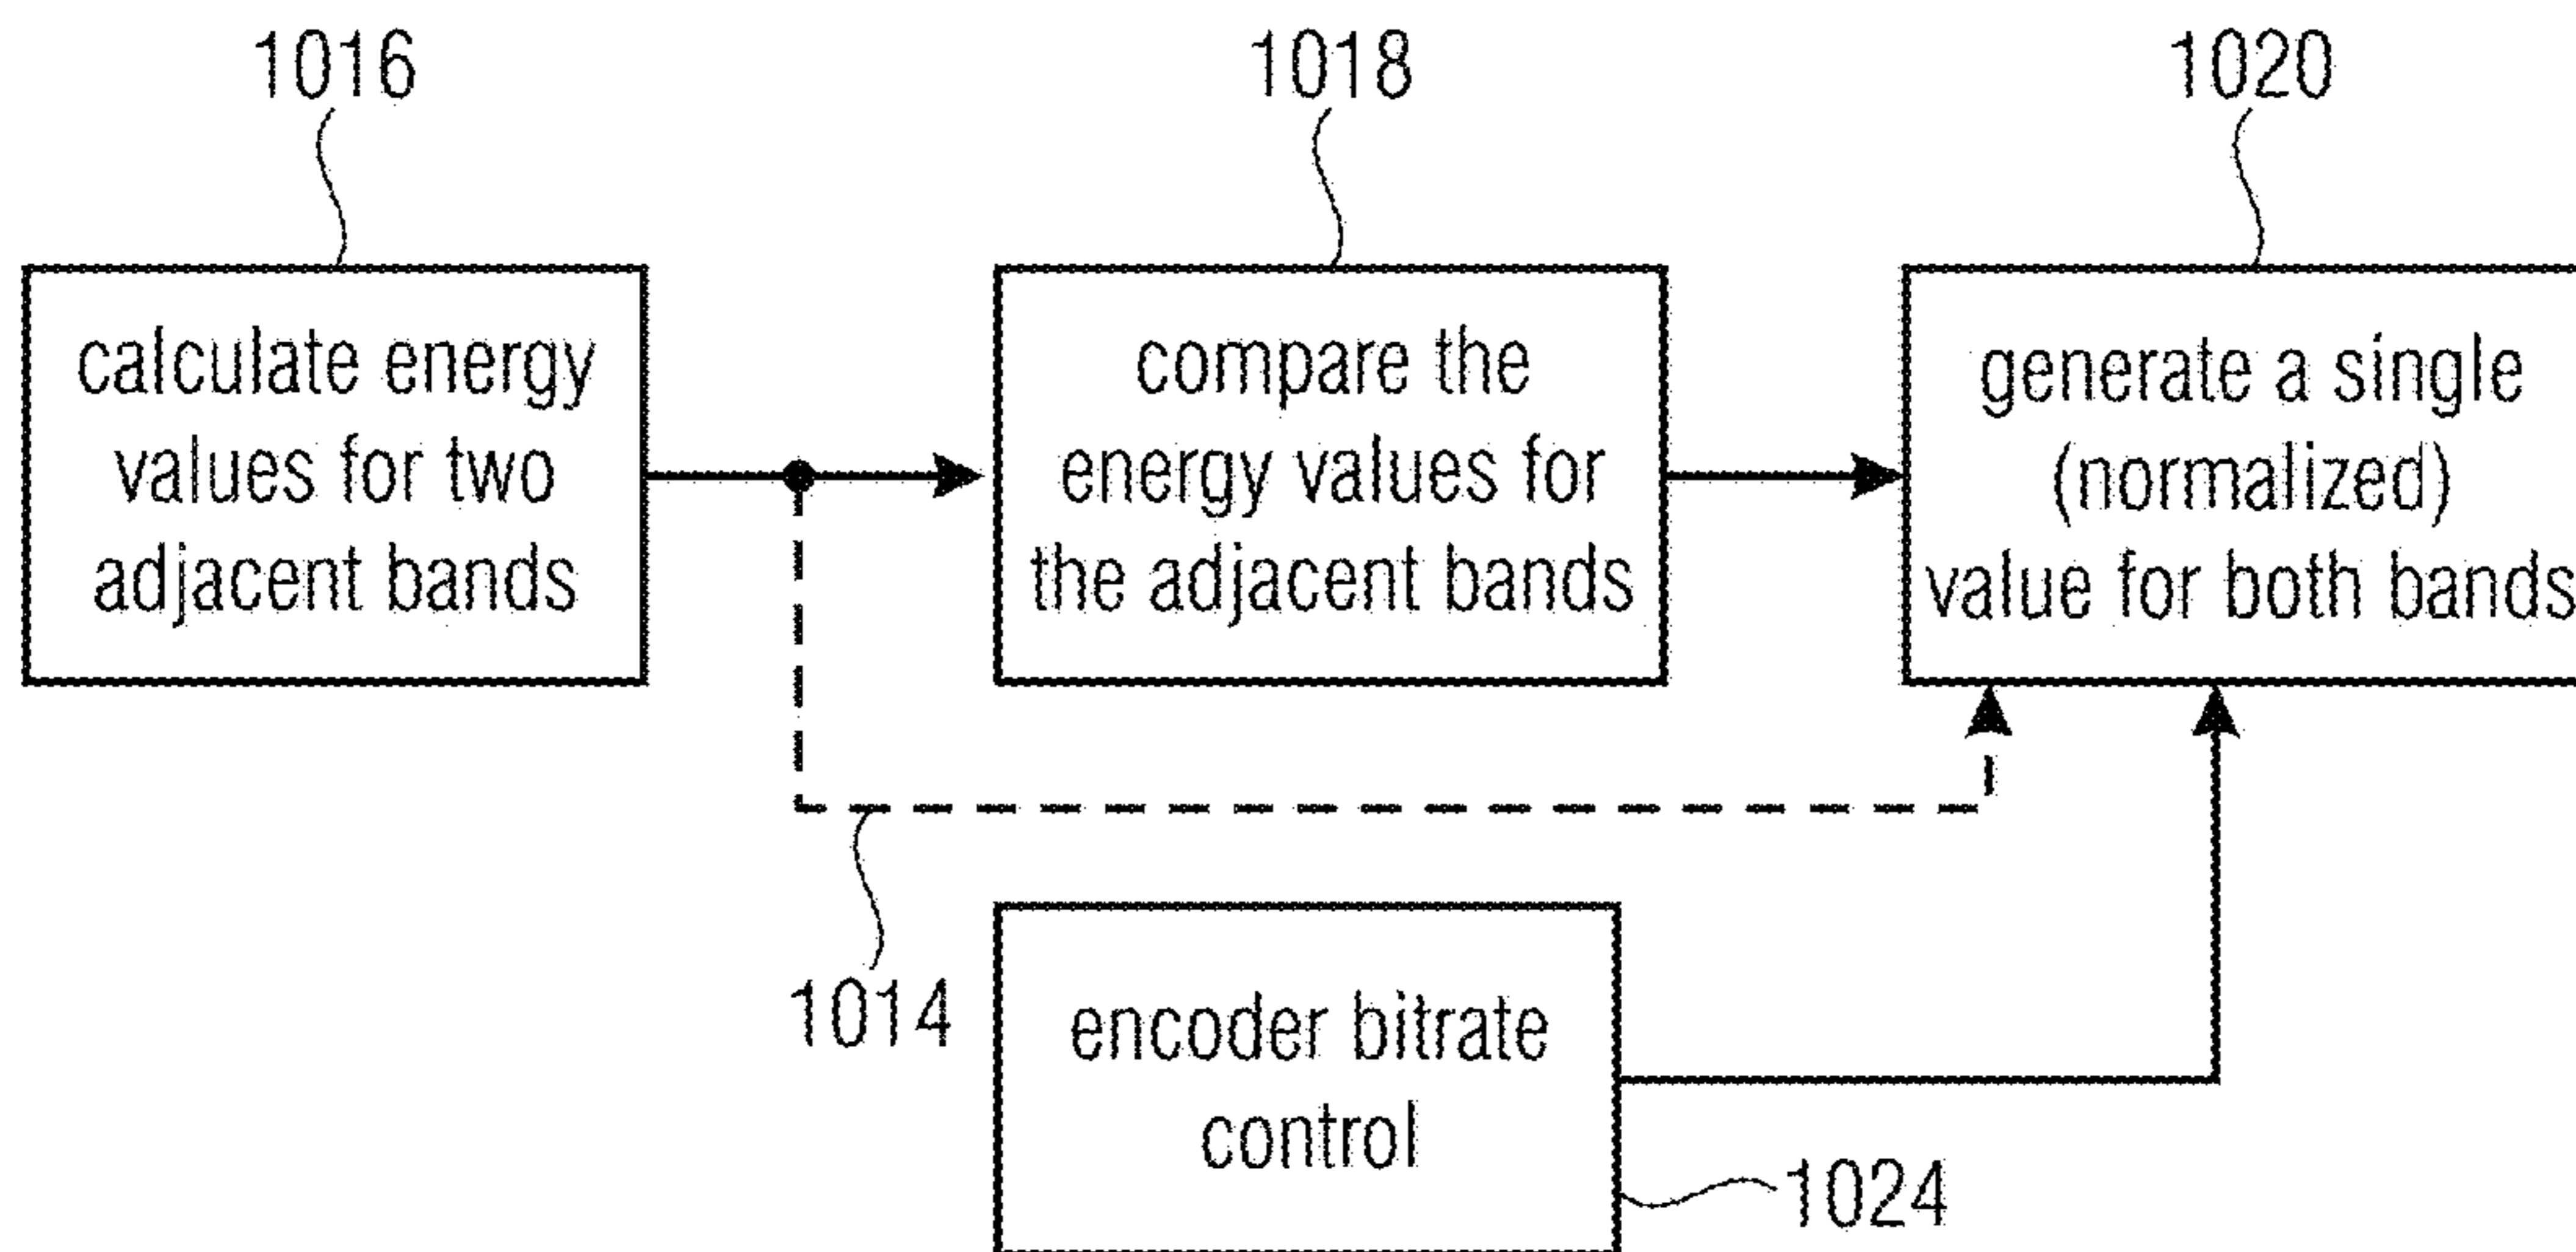 1016
1018
1020
calculate energy
values for two
adjacent bands
compare the
energy values for
the adjacent bands
generate a single
(normalized)
value for both bands
1014
encoder bitrate
control
1024